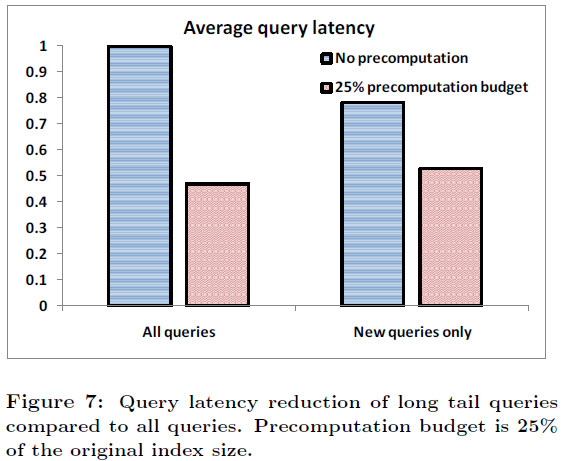 Average query latency
1
0.9
0.8
0.7
0.6
0.5
0.4
0.3
0.2
0.1
0
No precomputation
25% precomputation budget
All queries
New queries only
Figure 7: Query latency reduction of long tail queries
compared to all queries. Precomputation budget is 25%
of the original index size.